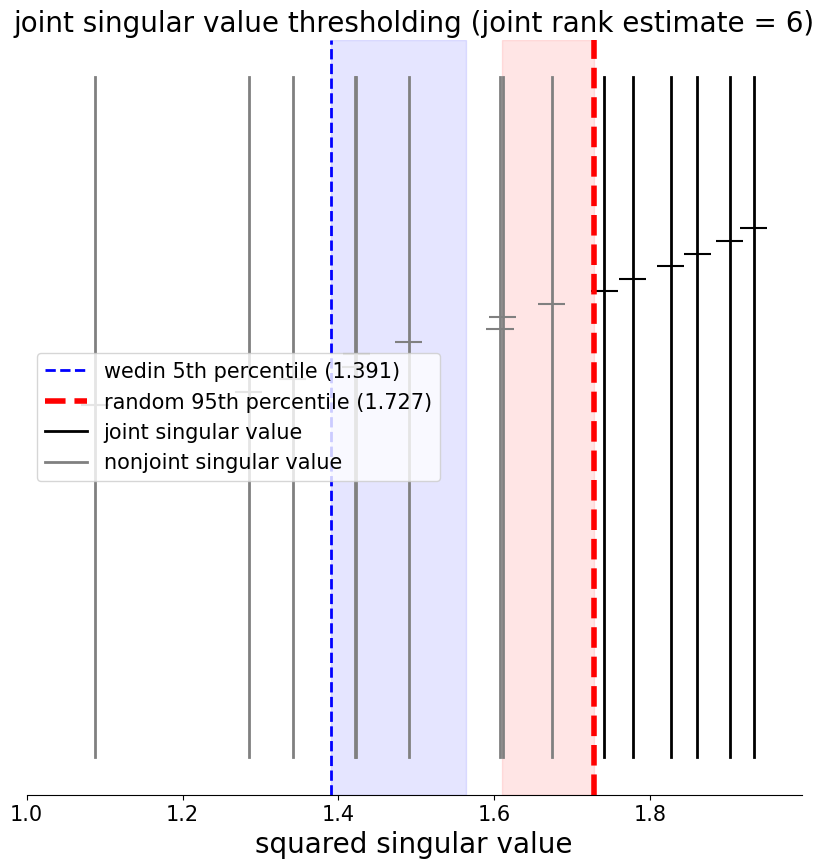 joint singular value thresholding (joint rank estimate = 6)
wedin 5th percentile (1.391)
random 95th percentile (1.727)
joint singular value
nonjoint singular value
1.0 1.2 1.4 1.6 1.8
squared singular value